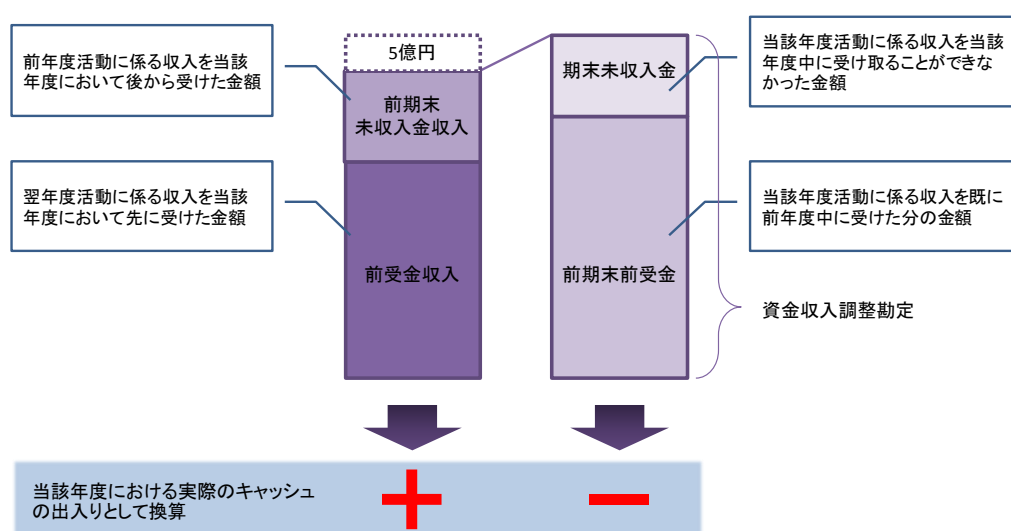 前年度活動に係る収入を当該
年度において後から受けた金額
翌年度活動に係る収入を当該
年度において先に受けた金額
5億円
前期末
未収入金収入
前受金収入
期末未収入金
前期末前受金
当該年度活動に係る収入を当該
年度中に受け取ることができな
かった金額
当該年度活動に係る収入を既に
前年度中に受けた分の金額
資金収入調整勘定
当該年度における実際のキャッシュ
の出入りとして換算
+
−